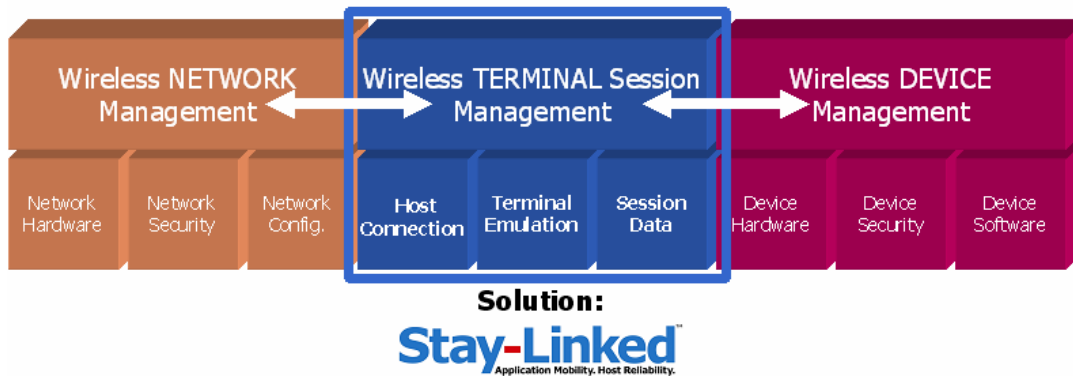 Wireless NETWORK
Management
Wireless TERMINAL Session
Management
Wireless DEVICE
Management
Network
Hardware
Network
Security
Network
Config.
Host
Connection
Terminal
Emulation
Session
Data
Device
Hardware
Device
Security
Device
Software
Solution:
Stay-Linked™
Application Mobility. Host Reliability.